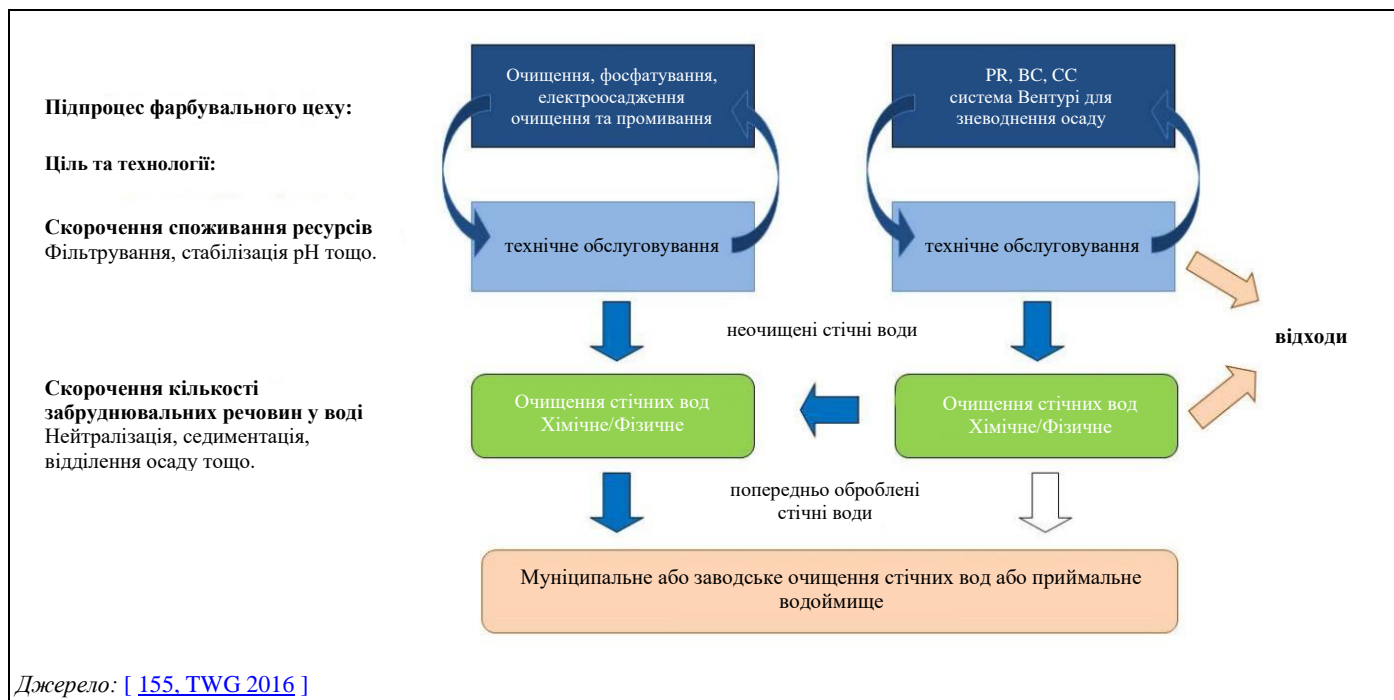 Підпроцес фарбувального цеху:
Очищення, фосфатування,
електроосадження
очищення та промивання
PR, BC, CC
система Вентурі для
зневоднення осаду
Ціль та технології:
Скорочення споживання ресурсів
Фільтрування, стабілізація pH тощо.
технічне обслуговування
технічне обслуговування
неочищені стічні води
відходи
Скорочення кількості
забруднювальних речовин у воді
Нейтралізація, седиментація,
відділення осаду тощо.
Очищення стічних вод
Хімічне/Фізичне
Очищення стічних вод
Хімічне/Фізичне
попередньо оброблені
стічні води
Муніципальне або заводське очищення стічних вод або приймальне
водоймище
Джерело: [ 155, TWG 2016 ]